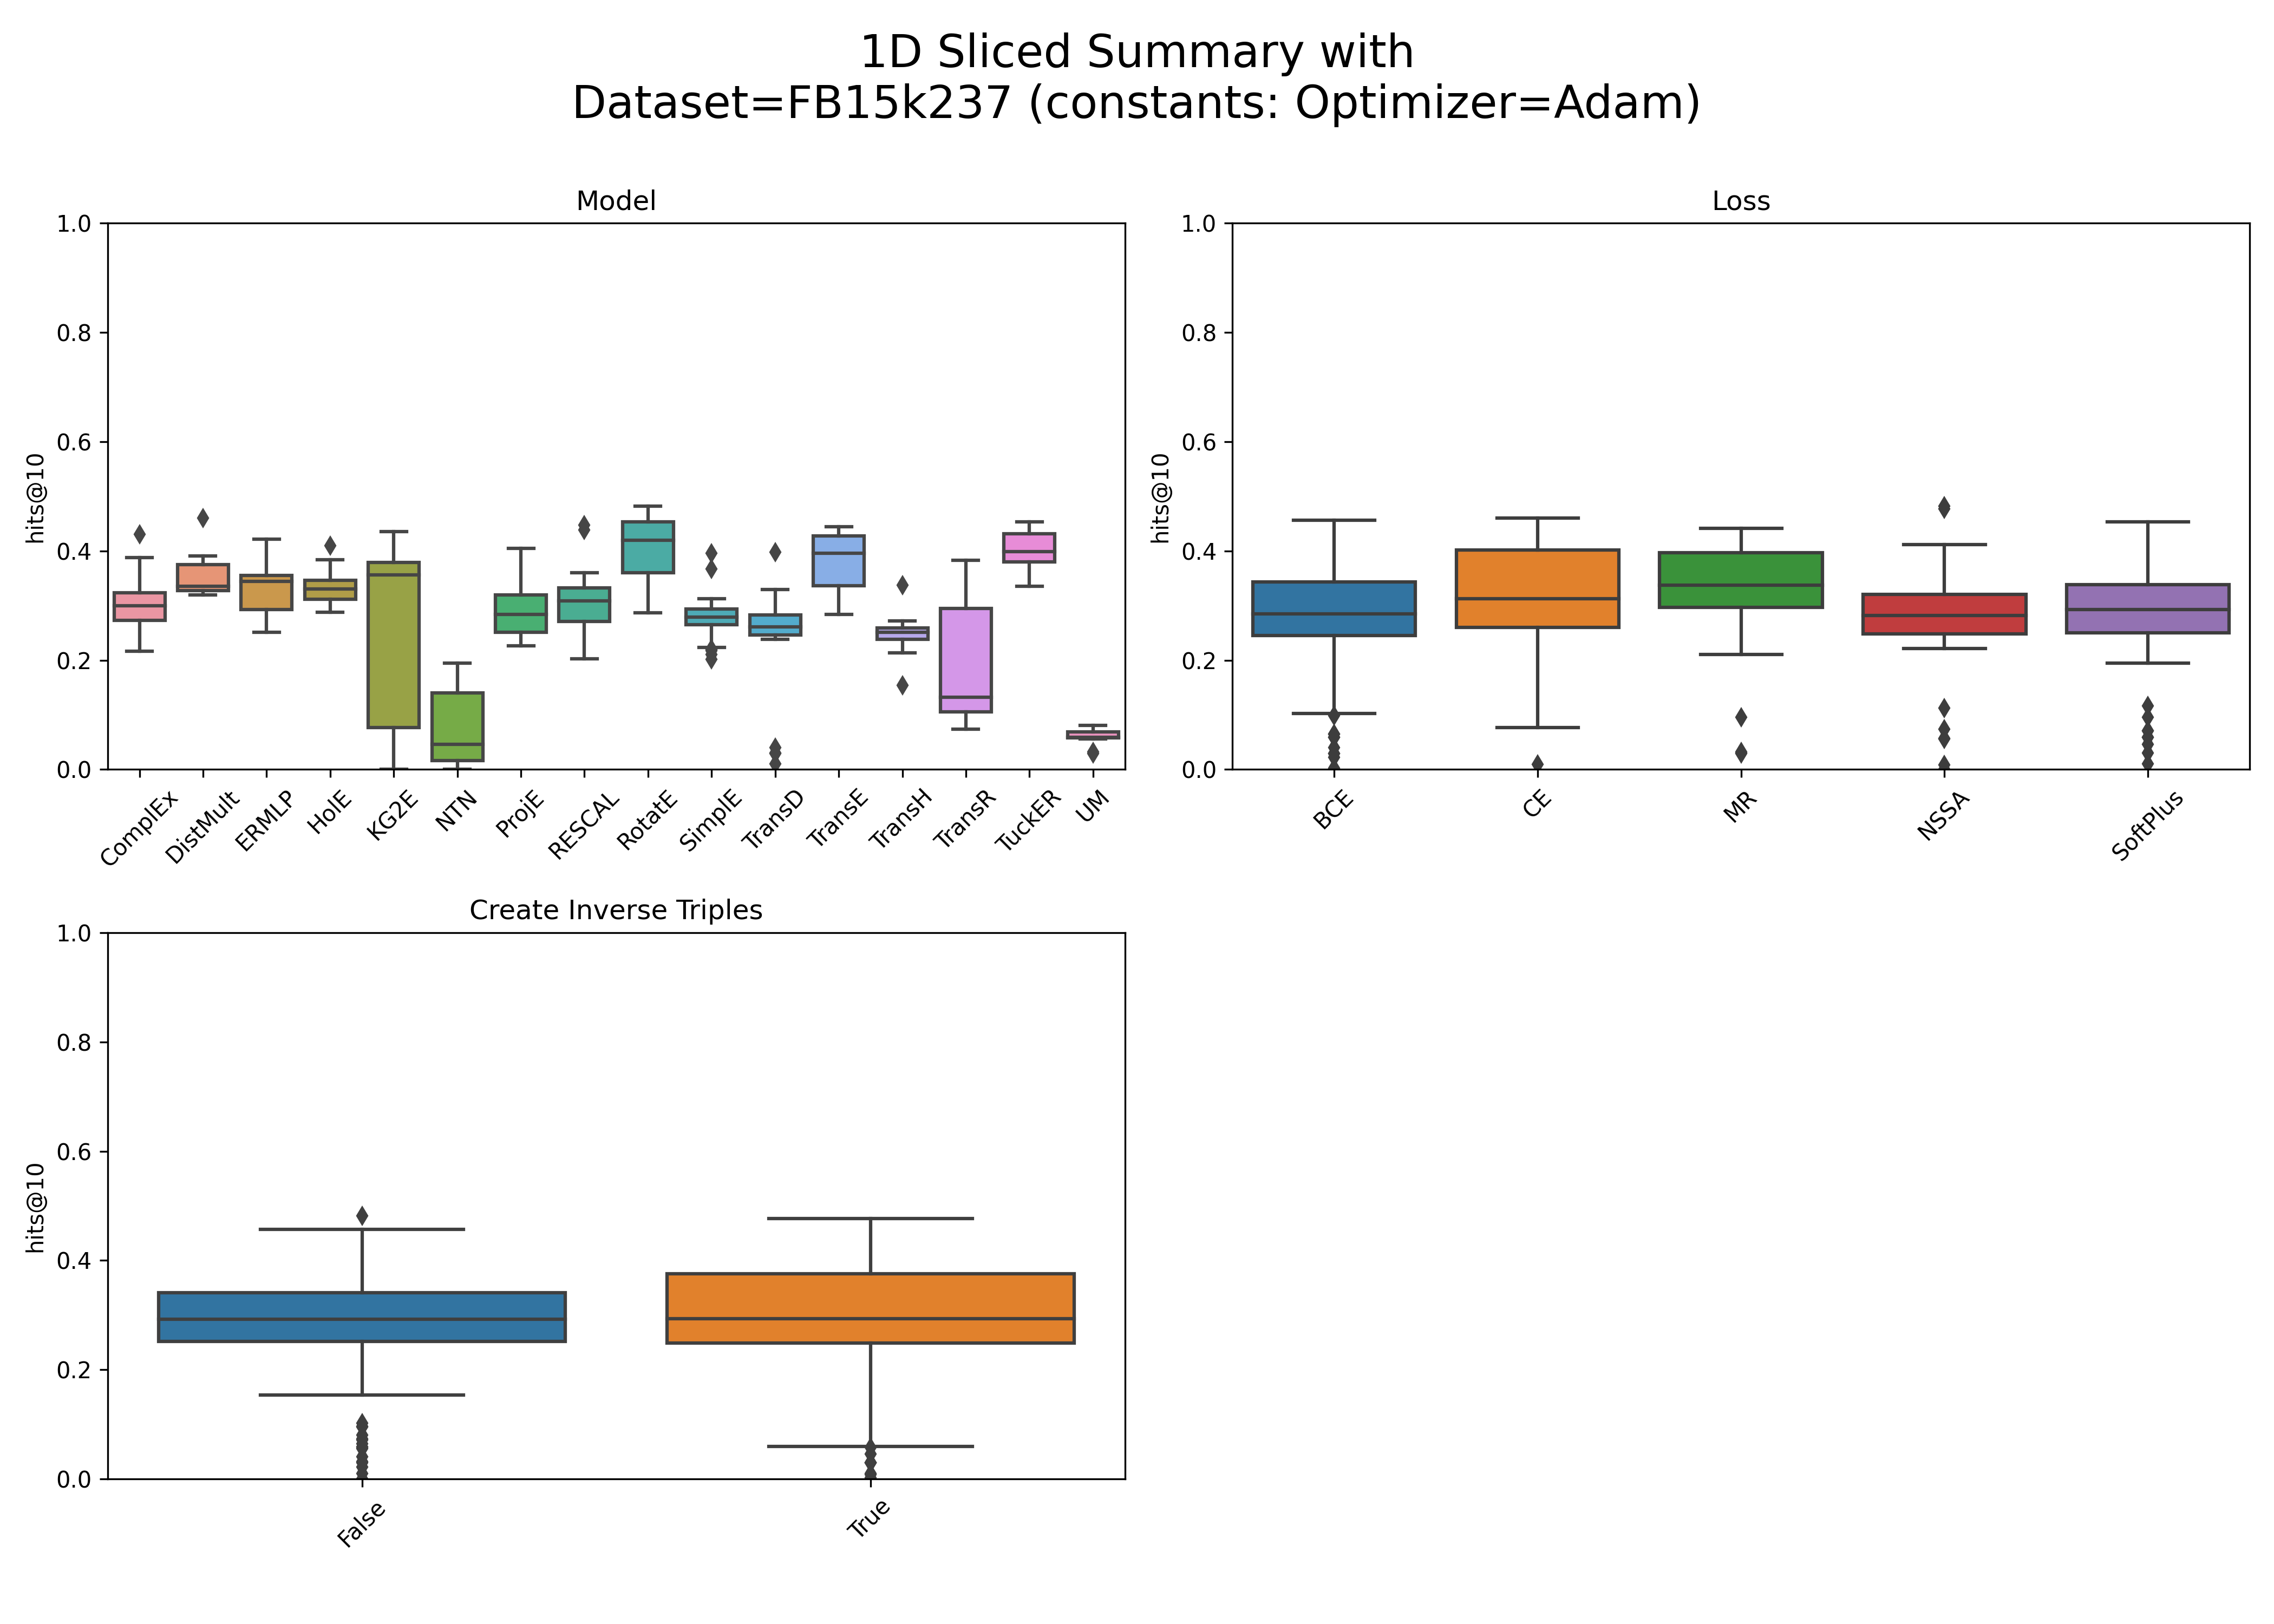 1D Sliced Summary with
Dataset=FB15k237 (constants: Optimizer=Adam)
Model
1.0
0.8
0.6
0.4
0.2
0.0
hits@10
ComplEx
DistMult
ERMLP
HolE
KG2E
NTN
ProjE
RESCAL
RotatE
SimplE
TransD
TransE
TransH
TransR
TuckER
UM
Loss
1.0
0.8
0.6
0.4
0.2
0.0
hits@10
BCE
CE
MR
NSSA
SoftPlus
Create Inverse Triples
1.0
0.8
0.6
0.4
0.2
0.0
hits@10
False
True